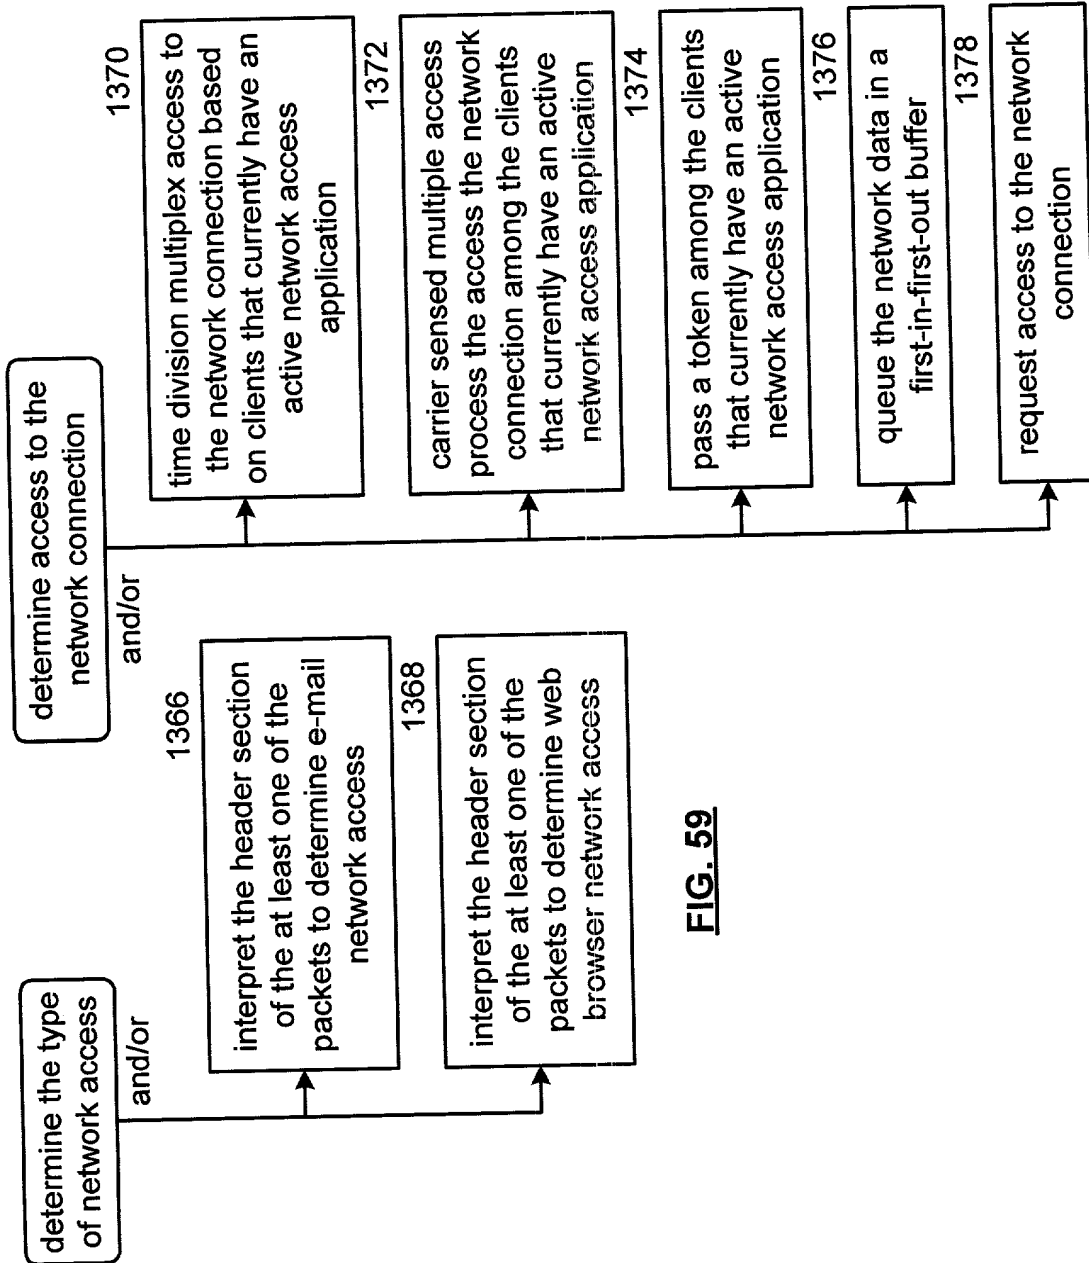 determine the type
of network access
and/or
1366
interpret the header section
of the at least one of the
packets to determine e-mail
network access
1368
interpret the header section
of the at least one of the
packets to determine web
browser network access
determine access to the
network connection
and/or
1370
time division multiplex access to
the network connection based
on clients that currently have an
active network access
application
1372
carrier sensed multiple access
process the access the network
connection among the clients
that currently have an active
network access application
1374
pass a token among the clients
that currently have an active
network access application
1376
queue the network data in a
first-in-first-out buffer
1378
request access to the network
connection
FIG. 59